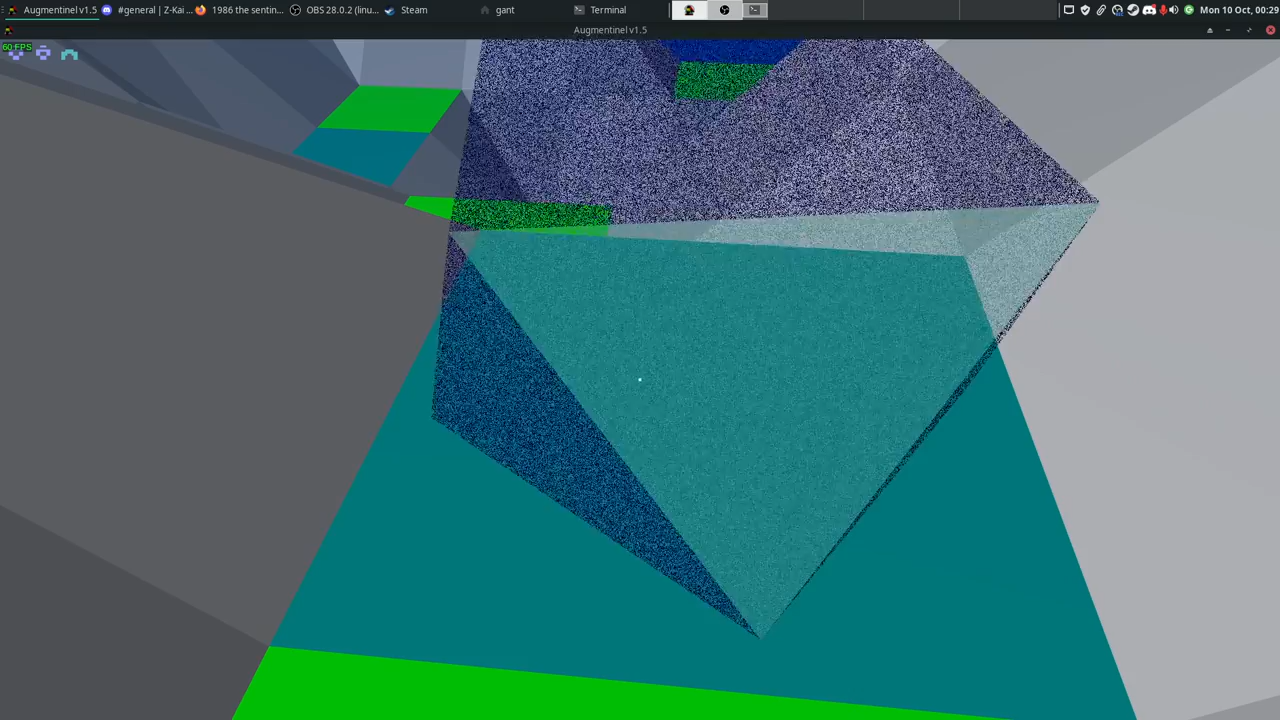 Augmentinel v1.5
#general | Z-Kai ...
1986 the sentin...
OBS 28.0.2 (linu...
Steam
gant
Terminal
Mon 10 Oct, 00:29
Augmentinel v1.5
60 FPS